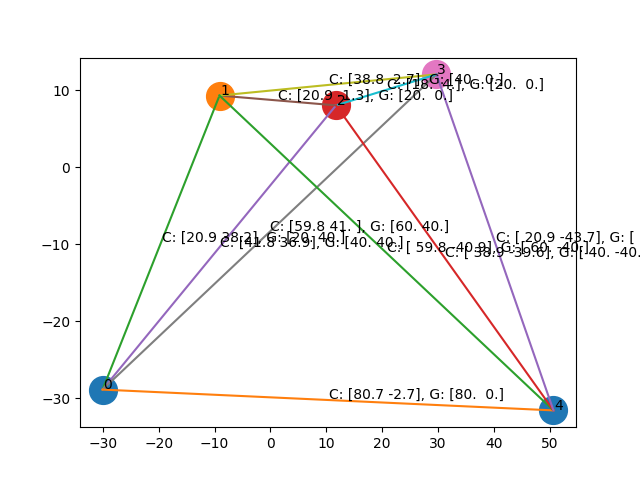 3
C: [38.8 -2.7], G: [40. 0.]
C: [18. 4.], G: [20. 0.]
10
1
C: [20.9 -1.3], G: [20. 0.]
2
0
C: [59.8 41. ], G: [60. 40.]
C: [20.9 38.2], G: [20. 40.]
C: [ 20.9 -43.7], G: [
C: [41.8 36.9], G: [40. 40.]
C: [ 59.8 -40.9], G: [ 60. -40.]
−10
C: [ 38.9 -39.6], G: [ 40. -40.
−20
0
−30
C: [80.7 -2.7], G: [80. 0.]
4
−30
−20
−10
0
10
20
30
40
50